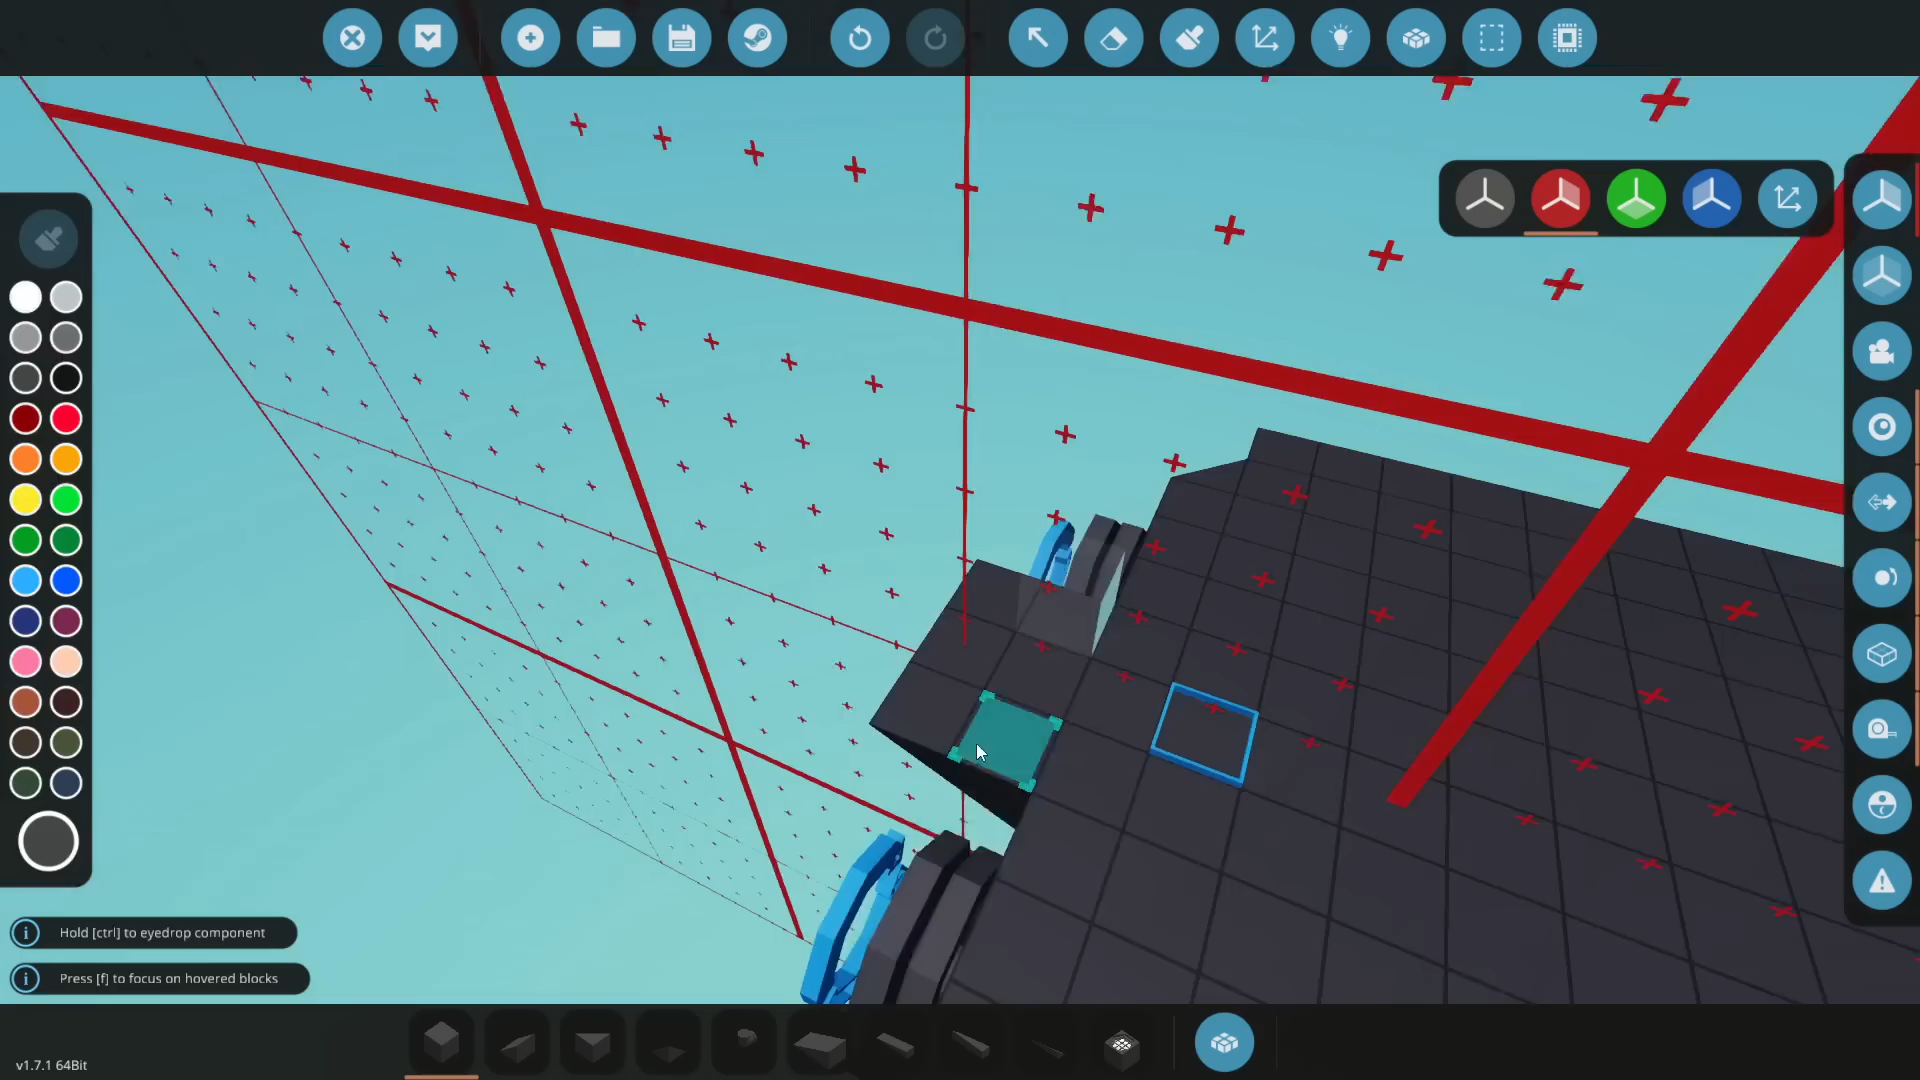 Hold [ctrl] to eyedrop component
Press [f] to focus on hovered blocks
v1.7.1 64Bit